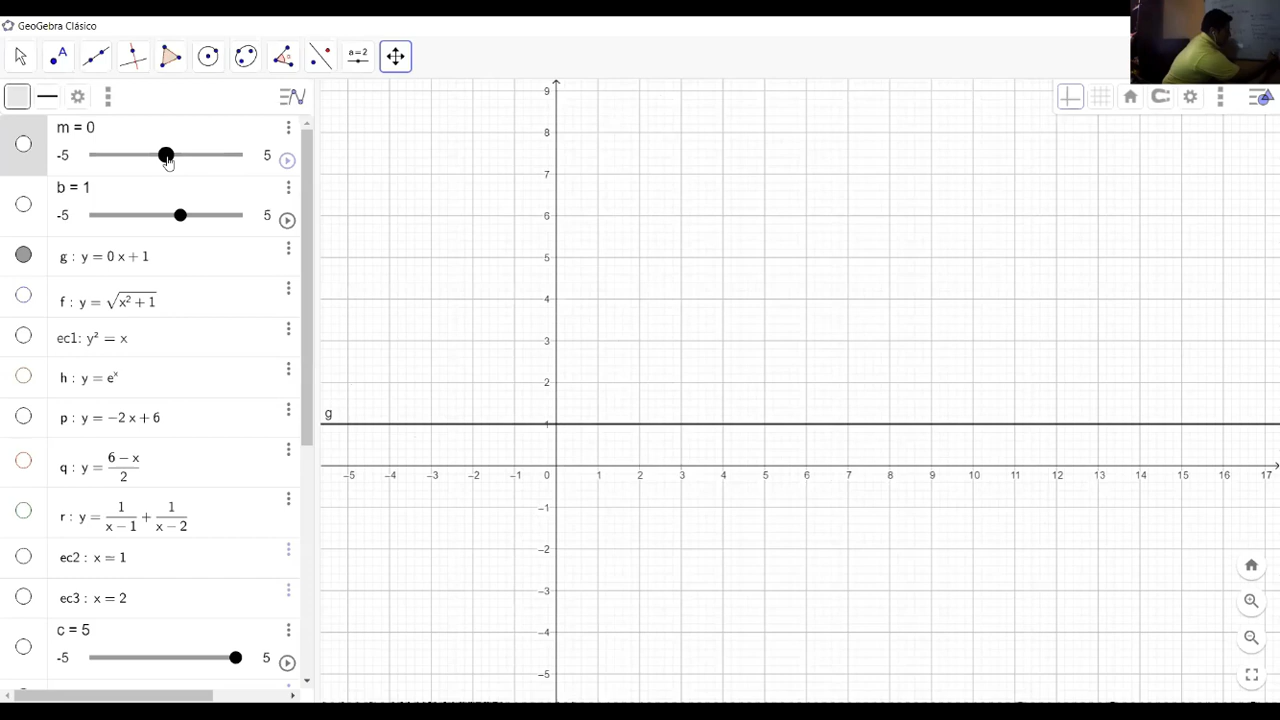 GeoGebra Clásico
A
a=2
m = 0
-5
5
b = 1
-5
5
g : y = 0 x + 1
f : y = √x² + 1
ec1: y² = x
h : y = eˣ
p : y = −2 x + 6
q : y = 6 − x / 2
r : y = 1 / x − 1 + 1 / x − 2
ec2 : x = 1
ec3 : x = 2
c = 5
-5
5
9
8
7
6
5
4
3
2
1
g
−5 −4 −3 −2 −1 0 1 2 3 4 5 6 7 8 9 10 11 12 13 14 15 16 17
−1
−2
−3
−4
−5